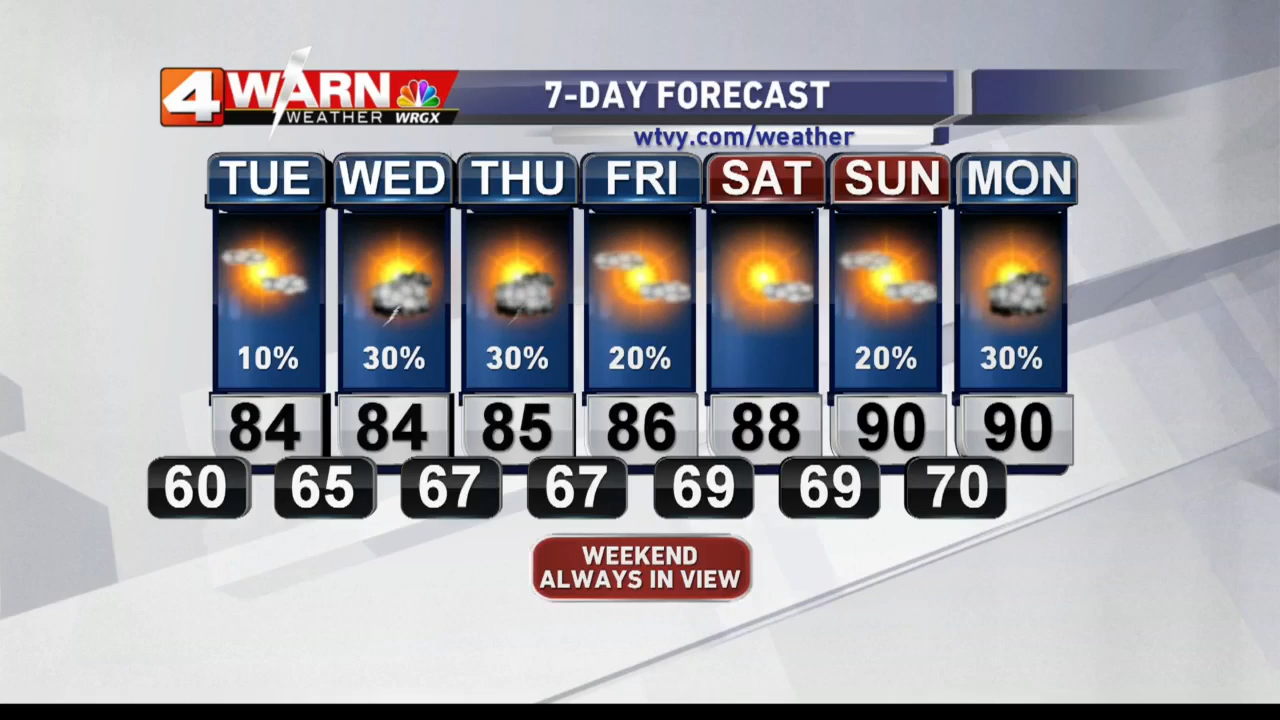 4 WARN
WEATHER WRGX
7-DAY FORECAST
wtvy.com/weather
TUE WED THU FRI SAT SUN MON
10% 30% 30% 20% 20% 30%
84 84 85 86 88 90 90
60 65 67 67 69 69 70
WEEKEND
ALWAYS IN VIEW